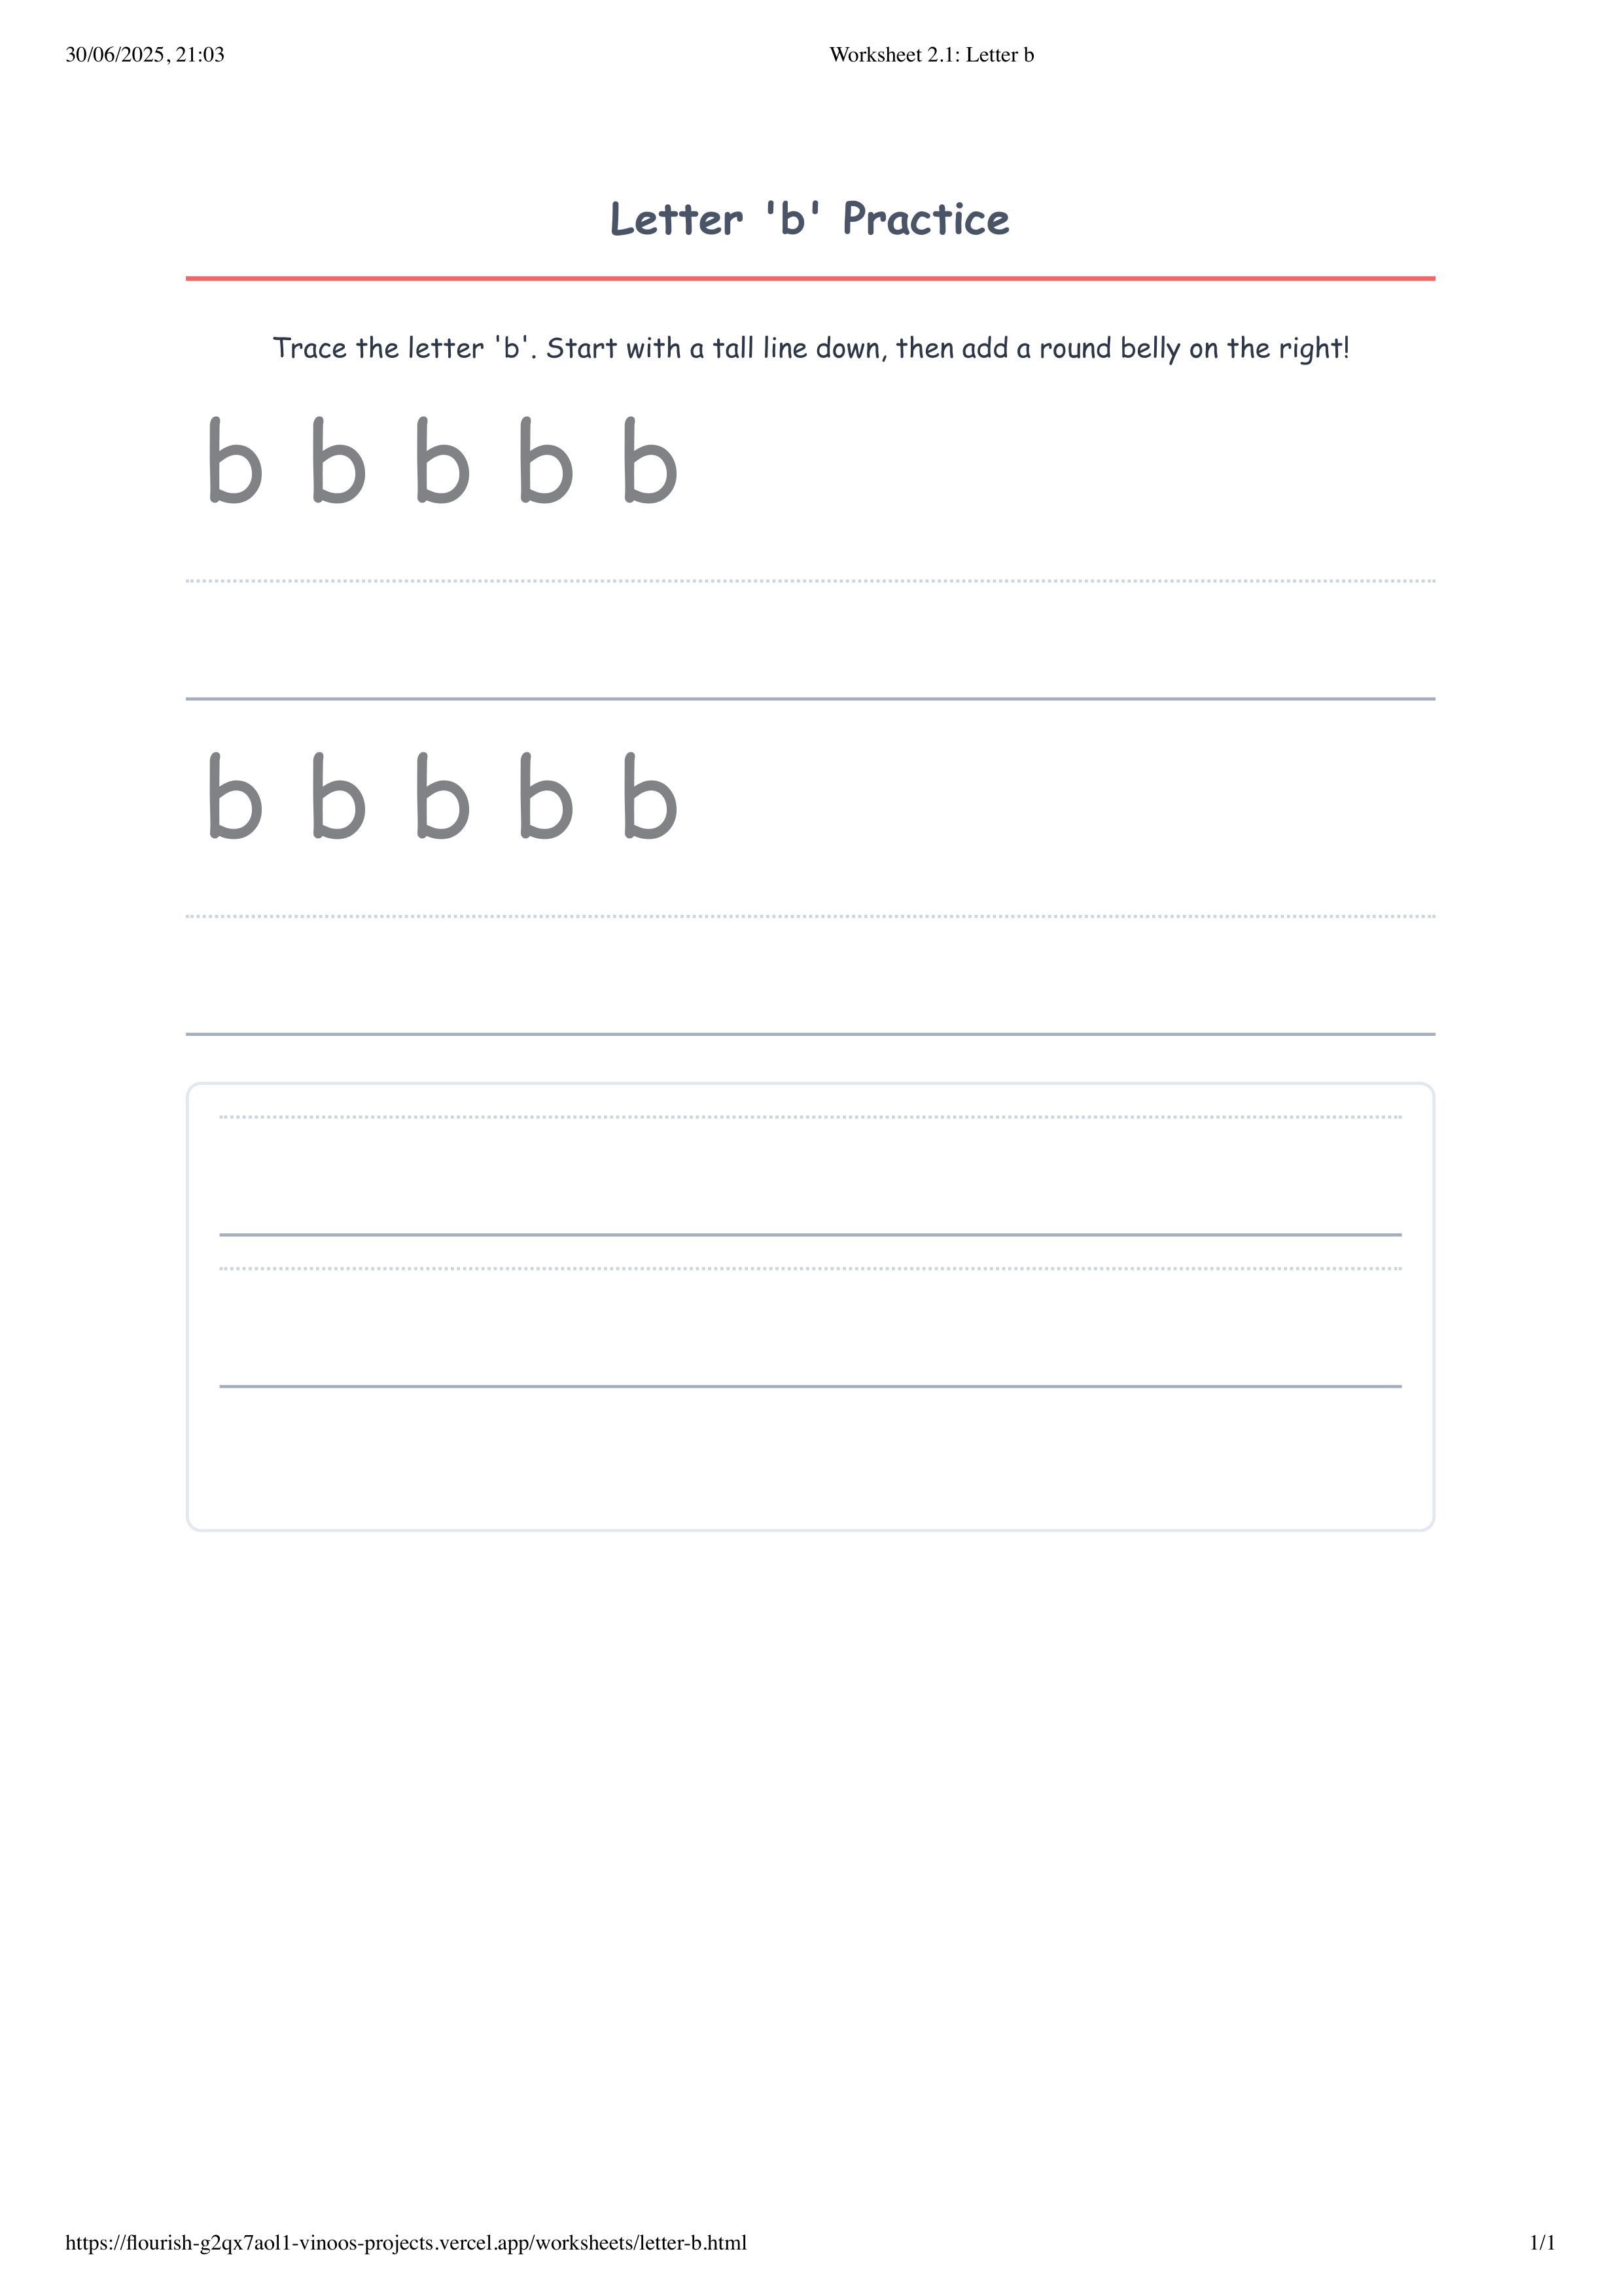 30/06/2025, 21:03 Worksheet 2.1: Letter b
Letter 'b' Practice
Trace the letter 'b'. Start with a tall line down, then add a round belly on the right!
b b b b b
b b b b b
https://flourish-g2qx7aol1-vinoos-projects.vercel.app/worksheets/letter-b.html 1/1